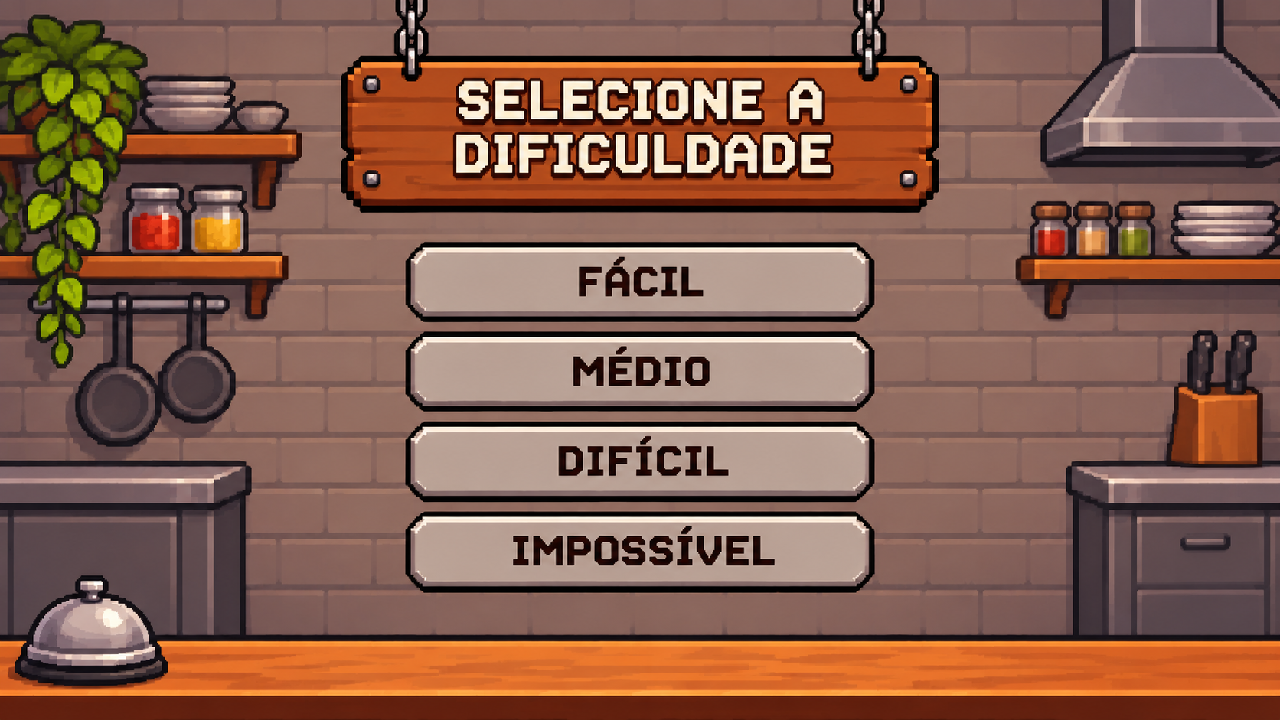 SELECIONE A
DIFICULDADE
FÁCIL
MÉDIO
DIFÍCIL
IMPOSSÍVEL